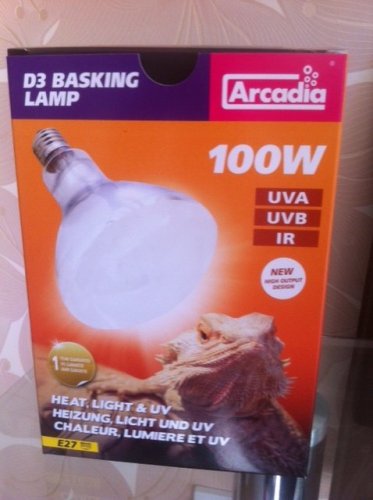 D3 BASKING
LAMP
Arcadia
100W
UVA
UVB
IR
NEW
HIGH OUTPUT
DESIGN
1
HEAT, LIGHT & UV
HEIZUNG, LICHT UND UV
CHALEUR, LUMIERE ET UV
E27